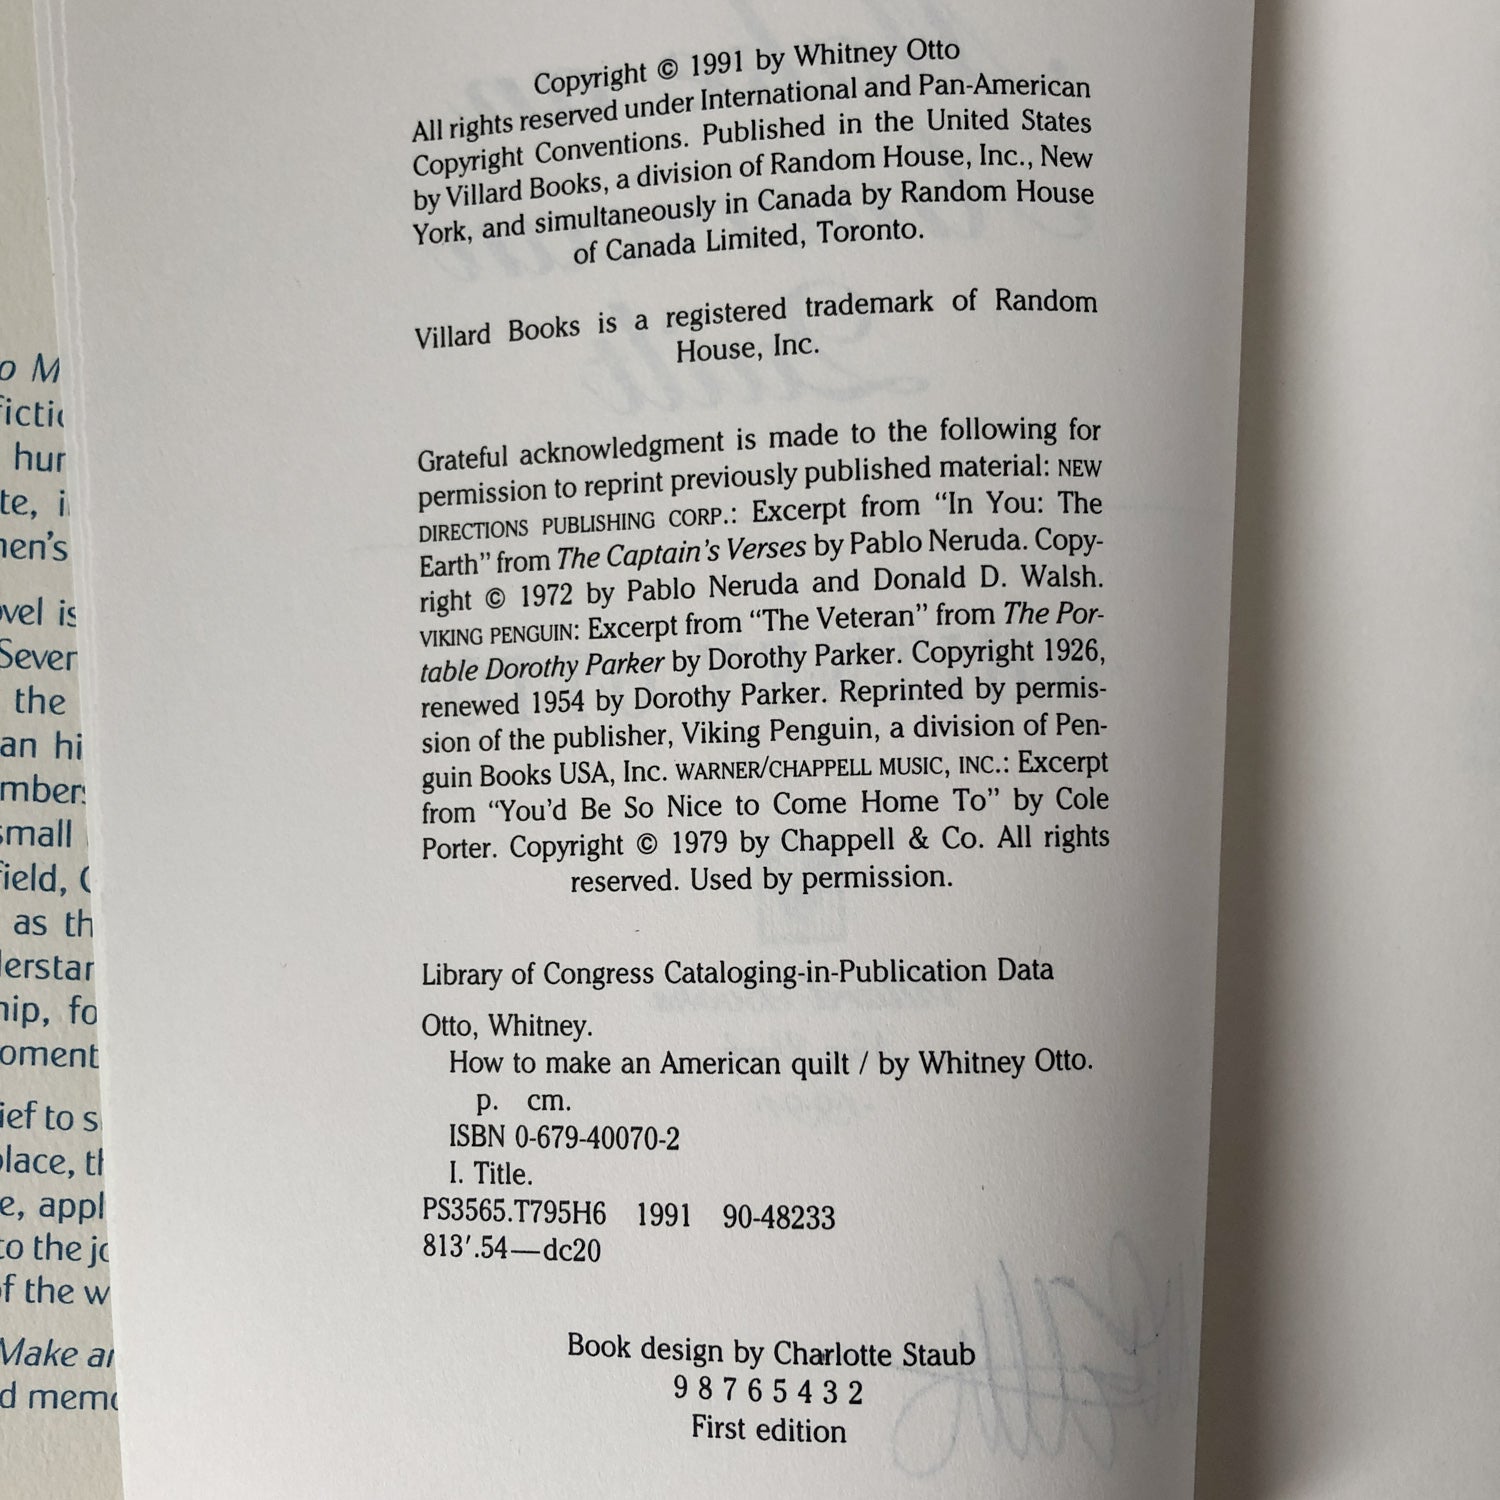 Copyright © 1991 by Whitney Otto
All rights reserved under International and Pan-American
Copyright Conventions. Published in the United States
by Villard Books, a division of Random House, Inc., New
York, and simultaneously in Canada by Random House
of Canada Limited, Toronto.
Villard Books is a registered trademark of Random
House, Inc.
Grateful acknowledgment is made to the following for
permission to reprint previously published material: NEW
DIRECTIONS PUBLISHING CORP.: Excerpt from "In You: The
Earth" from The Captain's Verses by Pablo Neruda. Copy-
right © 1972 by Pablo Neruda and Donald D. Walsh.
VIKING PENGUIN: Excerpt from "The Veteran" from The Por-
table Dorothy Parker by Dorothy Parker. Copyright 1926,
renewed 1954 by Dorothy Parker. Reprinted by permis-
sion of the publisher, Viking Penguin, a division of Pen-
guin Books USA, Inc. WARNER/CHAPPELL MUSIC, INC.: Excerpt
from "You'd Be So Nice to Come Home To" by Cole
Porter. Copyright © 1979 by Chappell & Co. All rights
reserved. Used by permission.
Library of Congress Cataloging-in-Publication Data
Otto, Whitney.
How to make an American quilt / by Whitney Otto.
p. cm.
ISBN 0-679-40070-2
I. Title.
PS3565.T795H6 1991 90-48233
813'.54—dc20
Book design by Charlotte Staub
9 8 7 6 5 4 3 2
First edition
the
small
as
to the
of the
Make